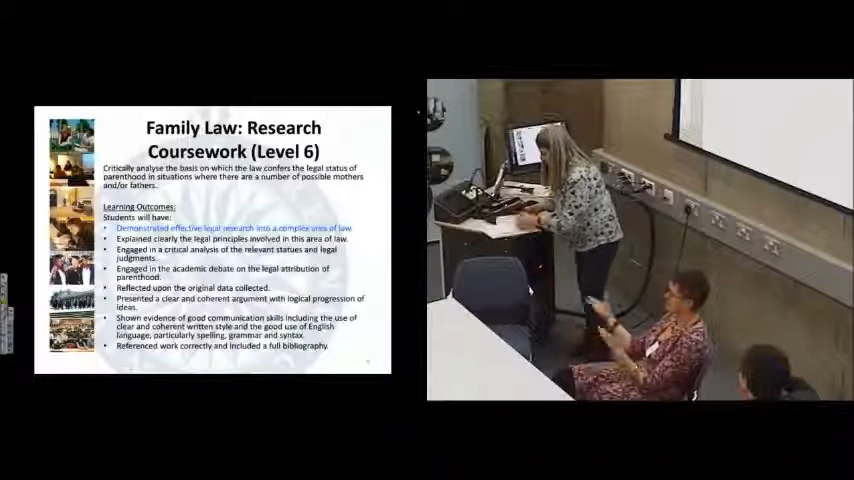 Family Law: Research
Coursework (Level 6)
Critically analyse the basis on which the law confers the legal status of
parenthood in situations where there are a number of possible mothers
and/or fathers.
Learning Outcomes:
Students will have:
• Demonstrated effective legal research into a complex area of law.
• Explained clearly the legal principles involved in this area of law.
• Engaged in a critical analysis of the relevant statues and legal
judgments.
• Engaged in the academic debate on the legal attribution of
parenthood.
• Reflected upon the original data collected.
• Presented a clear and coherent argument with logical progression of
ideas.
• Shown evidence of good communication skills including the use of
clear and coherent written style and the good use of English
language, particularly spelling, grammar and syntax.
• Referenced work correctly and included a full bibliography.